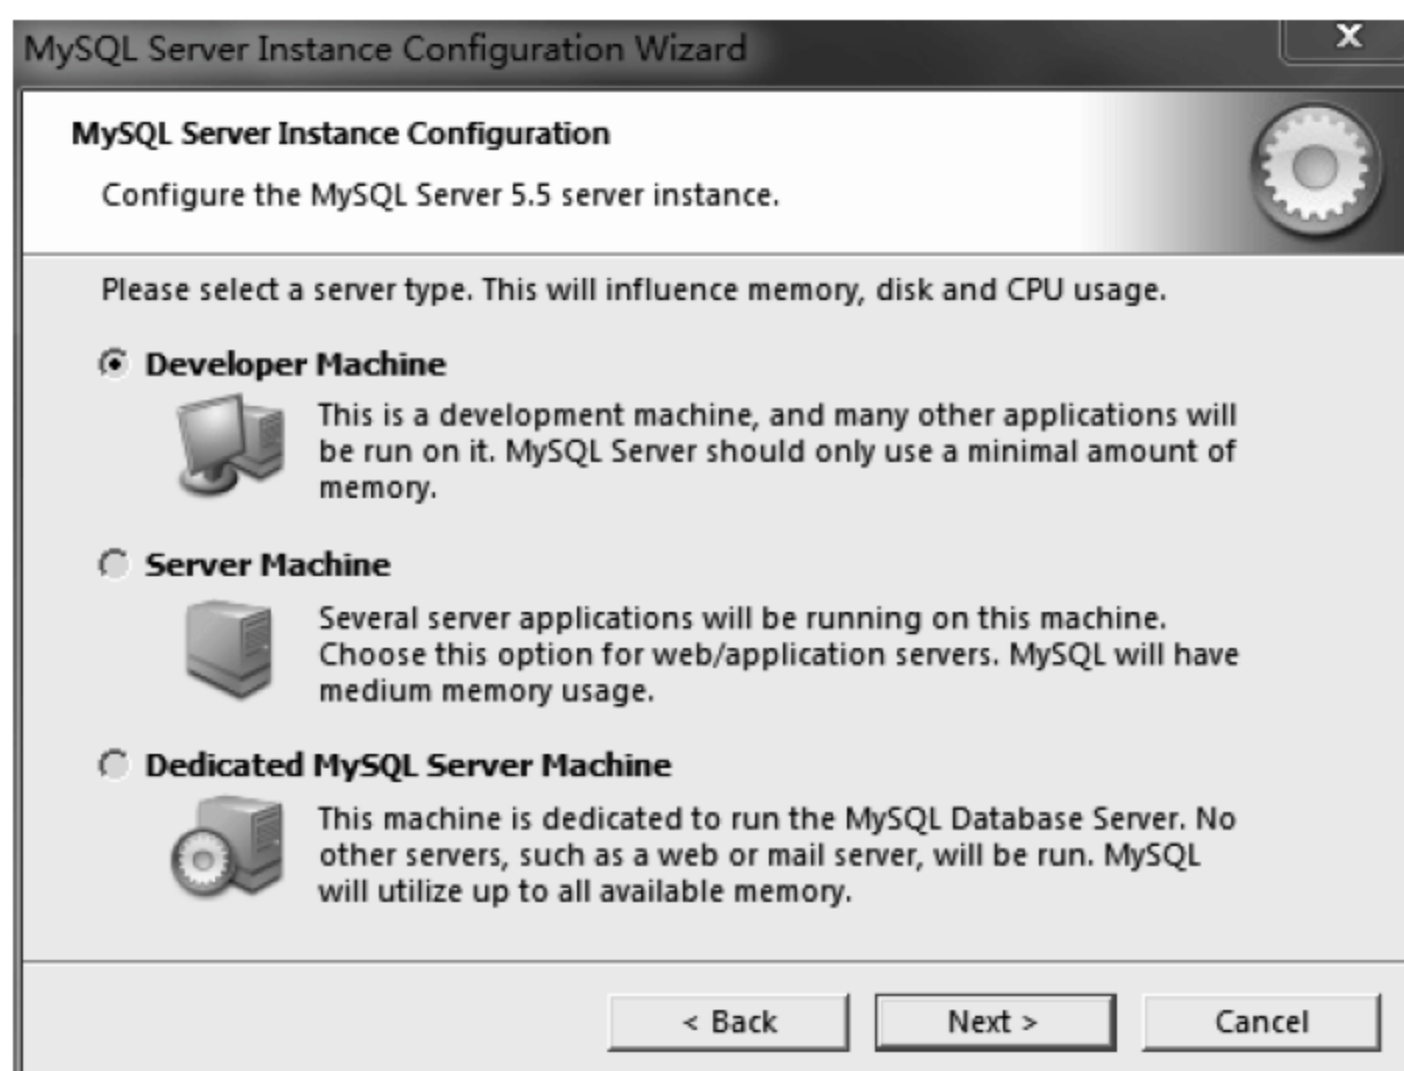 MySQL Server Instance Configuration Wizard
x
MySQL Server Instance Configuration
Configure the MySQL Server 5.5 server instance.
Please select a server type. This will influence memory, disk and CPU usage.
Developer Machine
This is a development machine, and many other applications will
be run on it. MySQL Server should only use a minimal amount of
memory.
Server Machine
Several server applications will be running on this machine.
Choose this option for web/application servers. MySQL will have
medium memory usage.
Dedicated MySQL Server Machine
This machine is dedicated to run the MySQL Database Server. No
other servers, such as a web or mail server, will be run. MySQL
will utilize up to all available memory.
< Back
Next >
Cancel